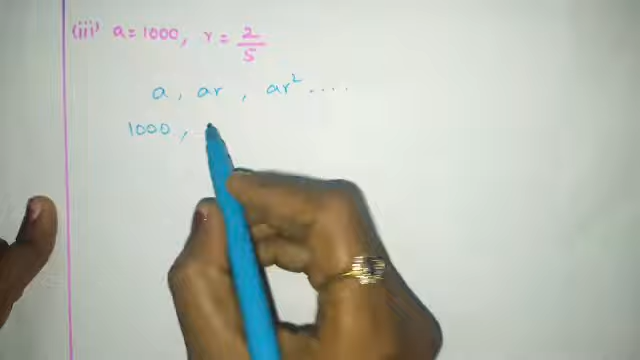 (iii) a = 1000, r = 2/5
a, ar, ar² ....
1000,